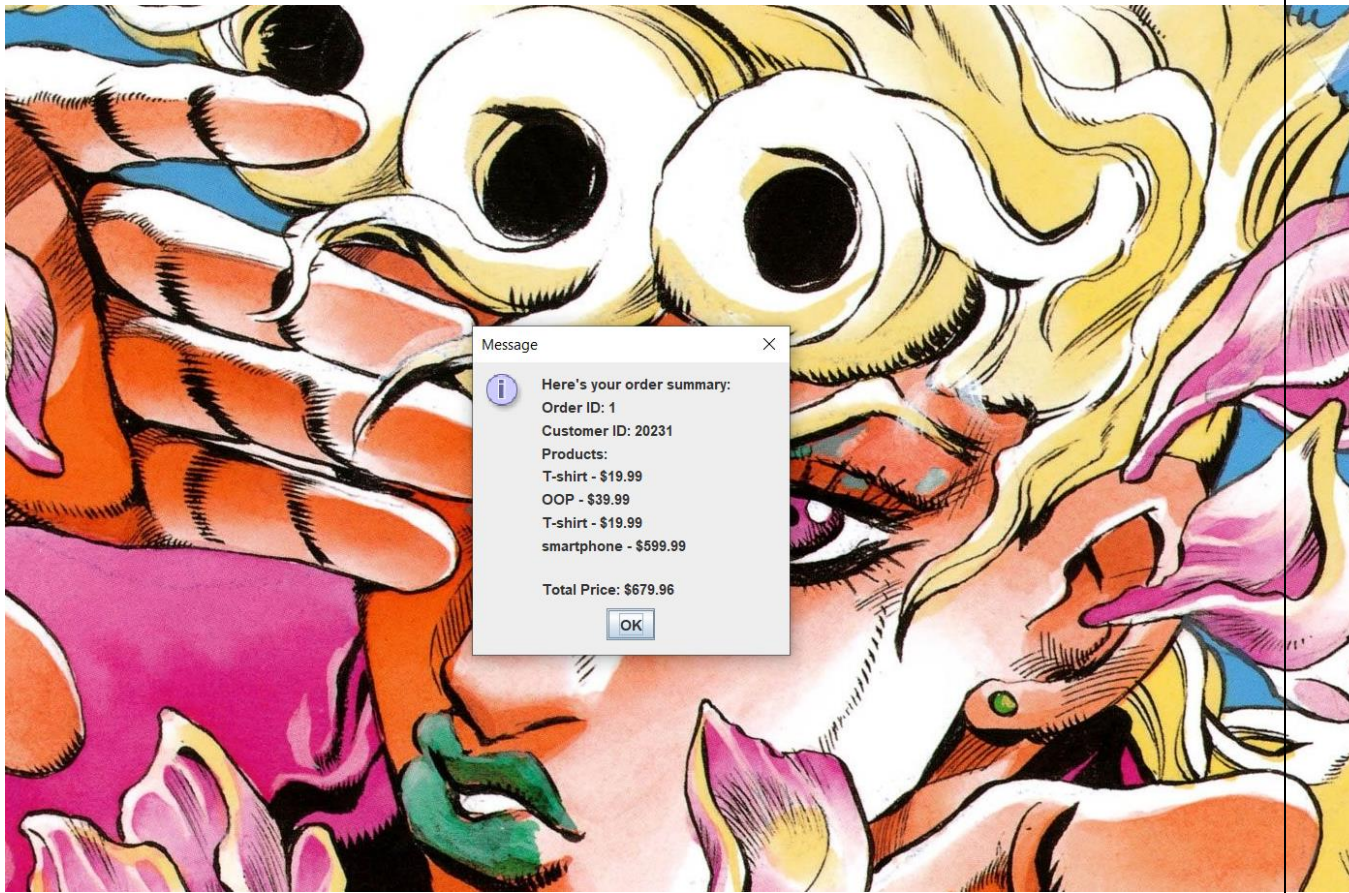 Message
Here's your order summary:
Order ID: 1
Customer ID: 20231
Products:
T-shirt - $19.99
OOP - $39.99
T-shirt - $19.99
smartphone - $599.99
Total Price: $679.96
OK